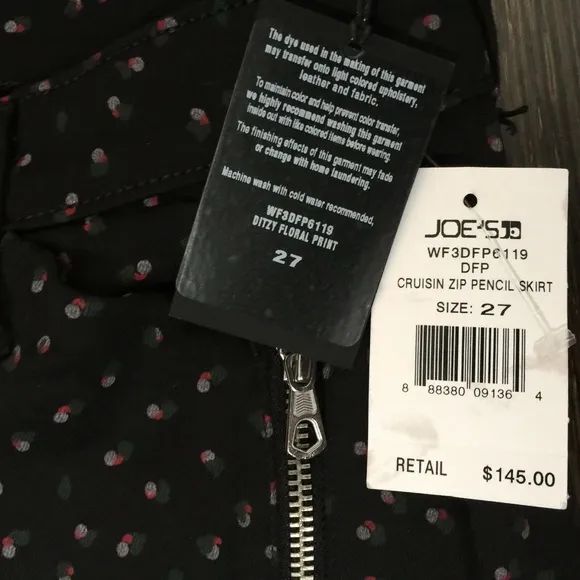 The dye used in the making of this garment
may transfer onto light colored upholstery,
leather and fabric.
To maintain color and help prevent color transfer,
we highly recommend washing this garment
inside out with like colored items before wearing.
The finishing effects of this garment may fade
or change with home laundering.
Machine wash with cold water recommended,
WF3DFP6119
DITZY FLORAL PRINT
27
JOE'S
WF3DFP6119
DFP
CRUISIN ZIP PENCIL SKIRT
SIZE: 27
8 88380 09136 4
RETAIL $145.00